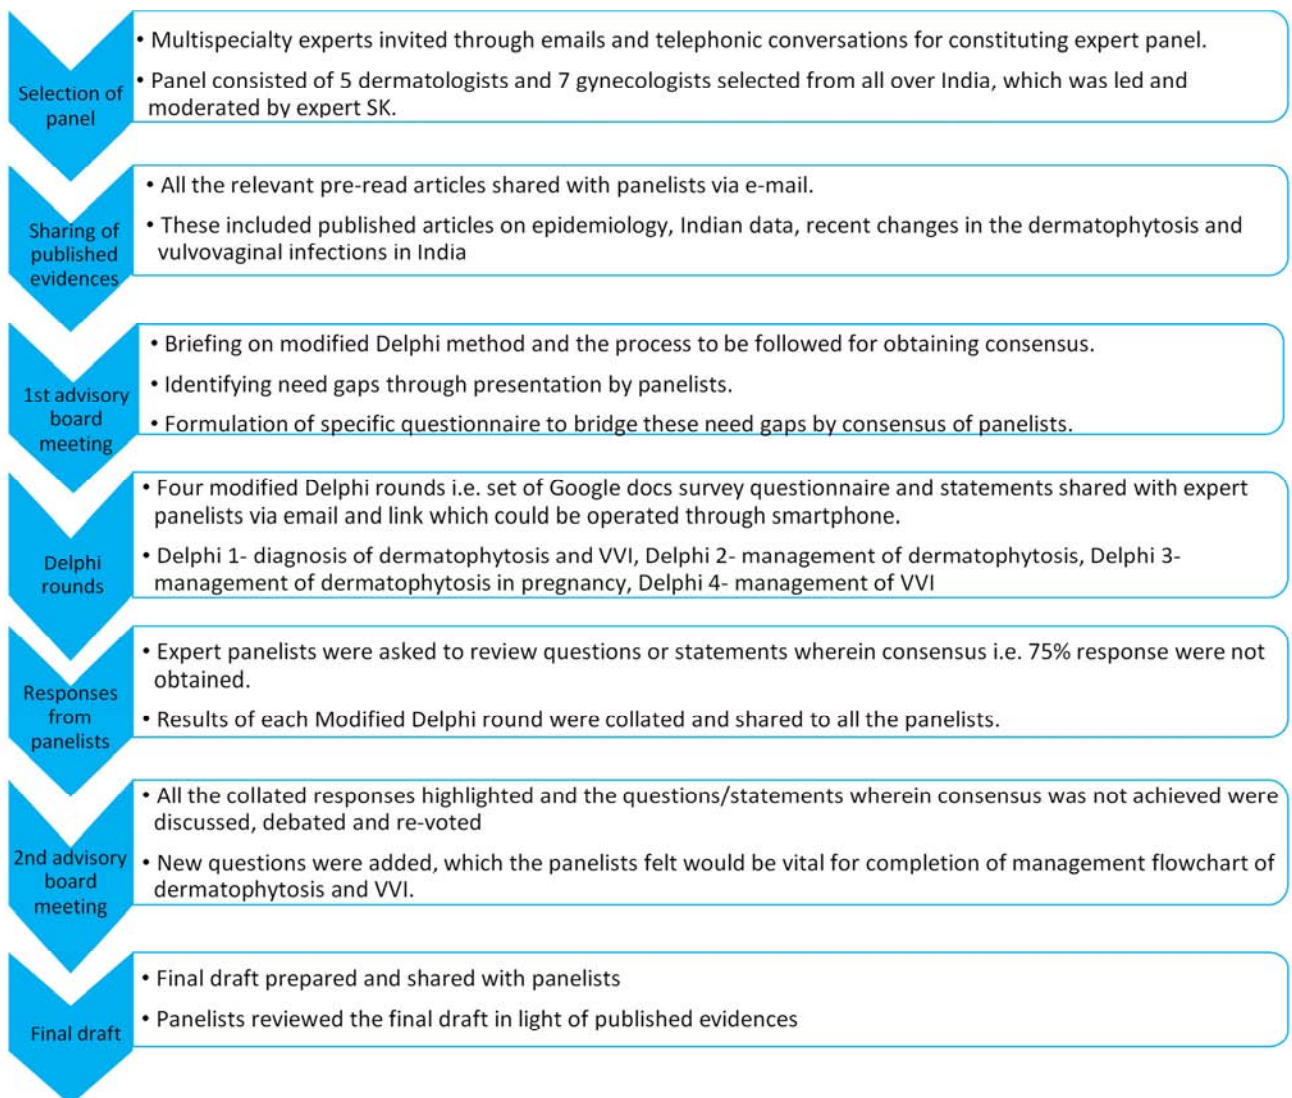 Selection of
panel
• Multispecialty experts invited through emails and telephonic conversations for constituting expert panel.
• Panel consisted of 5 dermatologists and 7 gynecologists selected from all over India, which was led and
moderated by expert SK.
Sharing of
published
evidences
• All the relevant pre-read articles shared with panelists via e-mail.
• These included published articles on epidemiology, Indian data, recent changes in the dermatophytosis and
vulvovaginal infections in India
1st advisory
board
meeting
• Briefing on modified Delphi method and the process to be followed for obtaining consensus.
• Identifying need gaps through presentation by panelists.
• Formulation of specific questionnaire to bridge these need gaps by consensus of panelists.
Delphi
rounds
• Four modified Delphi rounds i.e. set of Google docs survey questionnaire and statements shared with expert
panelists via email and link which could be operated through smartphone.
• Delphi 1- diagnosis of dermatophytosis and VVI, Delphi 2- management of dermatophytosis, Delphi 3-
management of dermatophytosis in pregnancy, Delphi 4- management of VVI
Responses
from
panelists
• Expert panelists were asked to review questions or statements wherein consensus i.e. 75% response were not
obtained.
• Results of each Modified Delphi round were collated and shared to all the panelists.
2nd advisory
board
meeting
• All the collated responses highlighted and the questions/statements wherein consensus was not achieved were
discussed, debated and re-voted
• New questions were added, which the panelists felt would be vital for completion of management flowchart of
dermatophytosis and VVI.
Final draft
• Final draft prepared and shared with panelists
• Panelists reviewed the final draft in light of published evidences